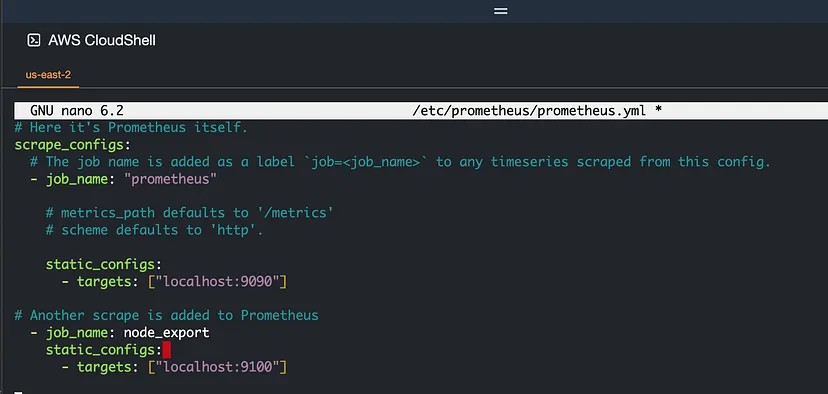 AWS CloudShell
us-east-2
GNU nano 6.2 /etc/prometheus/prometheus.yml *
# Here it's Prometheus itself.
scrape_configs:
# The job name is added as a label `job=<job_name>` to any timeseries scraped from this config.
- job_name: "prometheus"
# metrics_path defaults to '/metrics'
# scheme defaults to 'http'.
static_configs:
- targets: ["localhost:9090"]
# Another scrape is added to Prometheus
- job_name: node_export
static_configs:
- targets: ["localhost:9100"]